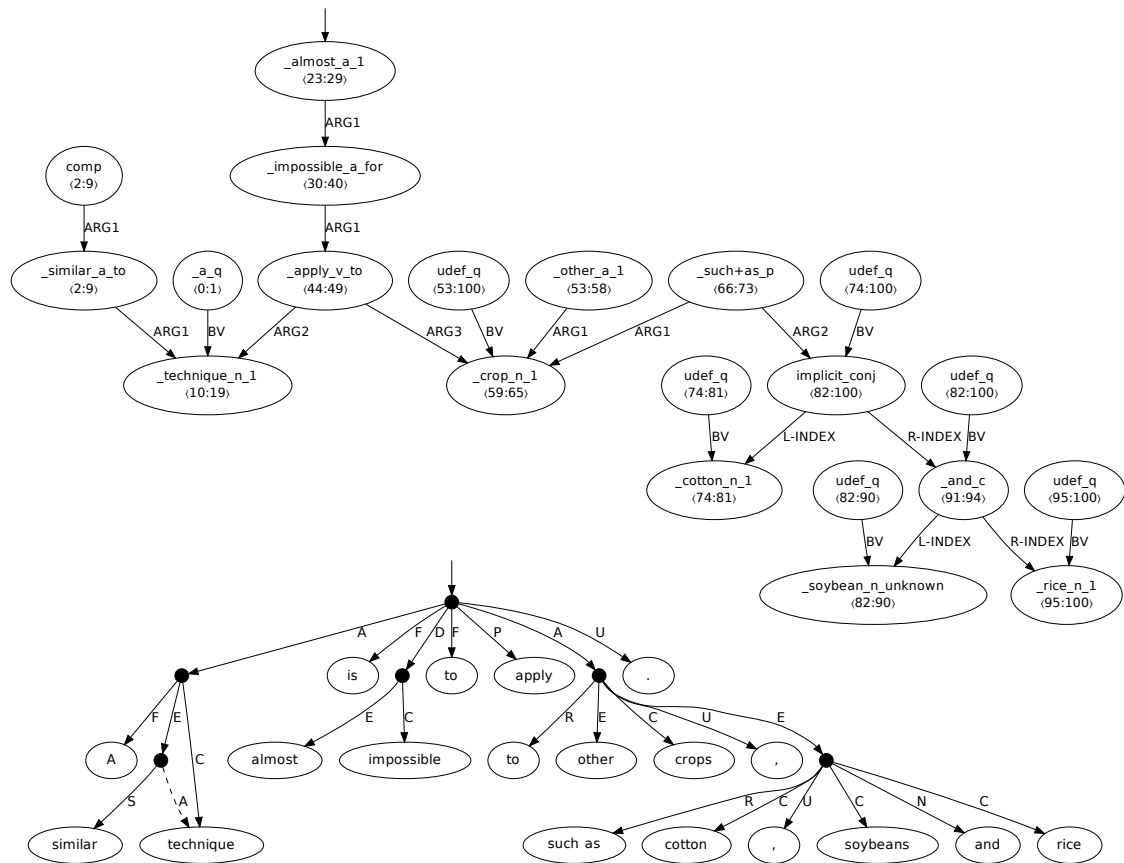 _almost_a_1
⟨23:29⟩
ARG1
comp
⟨2:9⟩
_impossible_a_for
⟨30:40⟩
ARG1
ARG1
_similar_a_to
⟨2:9⟩
_a_q
⟨0:1⟩
_apply_v_to
⟨44:49⟩
udef_q
⟨53:100⟩
_other_a_1
⟨53:58⟩
_such+as_p
⟨66:73⟩
udef_q
⟨74:100⟩
ARG1
BV
ARG2
ARG3
BV
ARG1
ARG1
ARG2
BV
_technique_n_1
⟨10:19⟩
_crop_n_1
⟨59:65⟩
udef_q
⟨74:81⟩
implicit_conj
⟨82:100⟩
udef_q
⟨82:100⟩
BV
L-INDEX
R-INDEX
BV
_cotton_n_1
⟨74:81⟩
udef_q
⟨82:90⟩
_and_c
⟨91:94⟩
udef_q
⟨95:100⟩
BV
L-INDEX
R-INDEX
BV
_soybean_n_unknown
⟨82:90⟩
_rice_n_1
⟨95:100⟩
A F D F P A U
is to apply .
F E C E C R E C U E
A almost impossible to other crops ,
S A R C U C N C
similar technique such as cotton , soybeans and rice